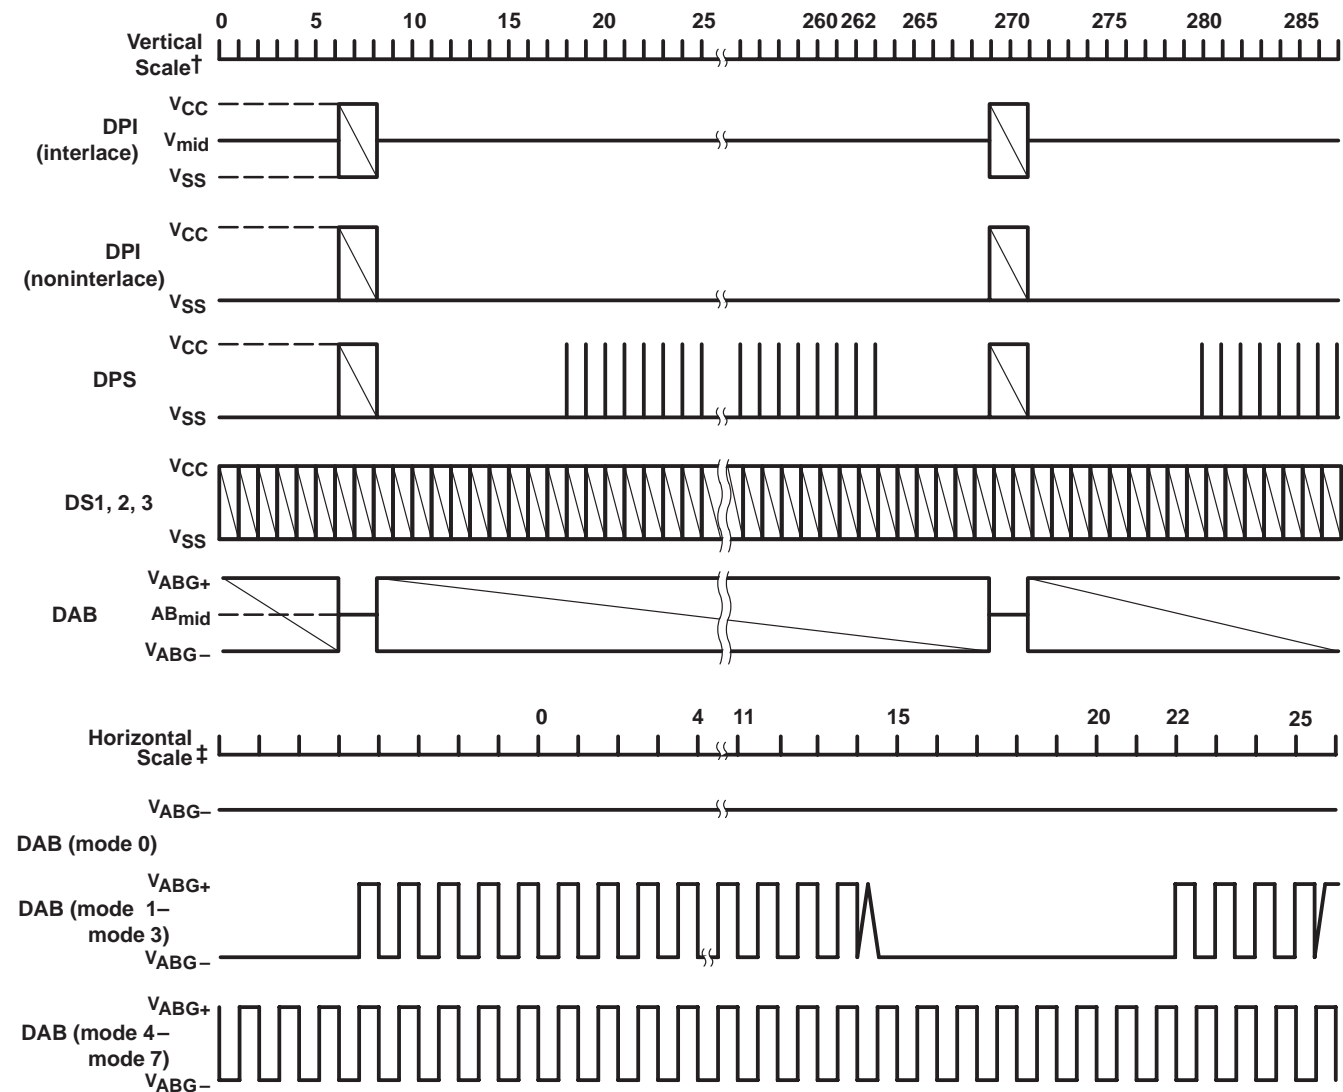 0 5 10 15 20 25 260 262 265 270 275 280 285
Vertical
Scale†
VCC
DPI
(interlace)
Vmid
VSS
VCC
DPI
(noninterlace)
VSS
VCC
DPS
VSS
VCC
DS1, 2, 3
VSS
VABG+
DAB
ABmid
VABG–
0 4 11 15 20 22 25
Horizontal
Scale‡
VABG–
DAB (mode 0)
VABG+
DAB (mode 1–
mode 3)
VABG–
VABG+
DAB (mode 4–
mode 7)
VABG–